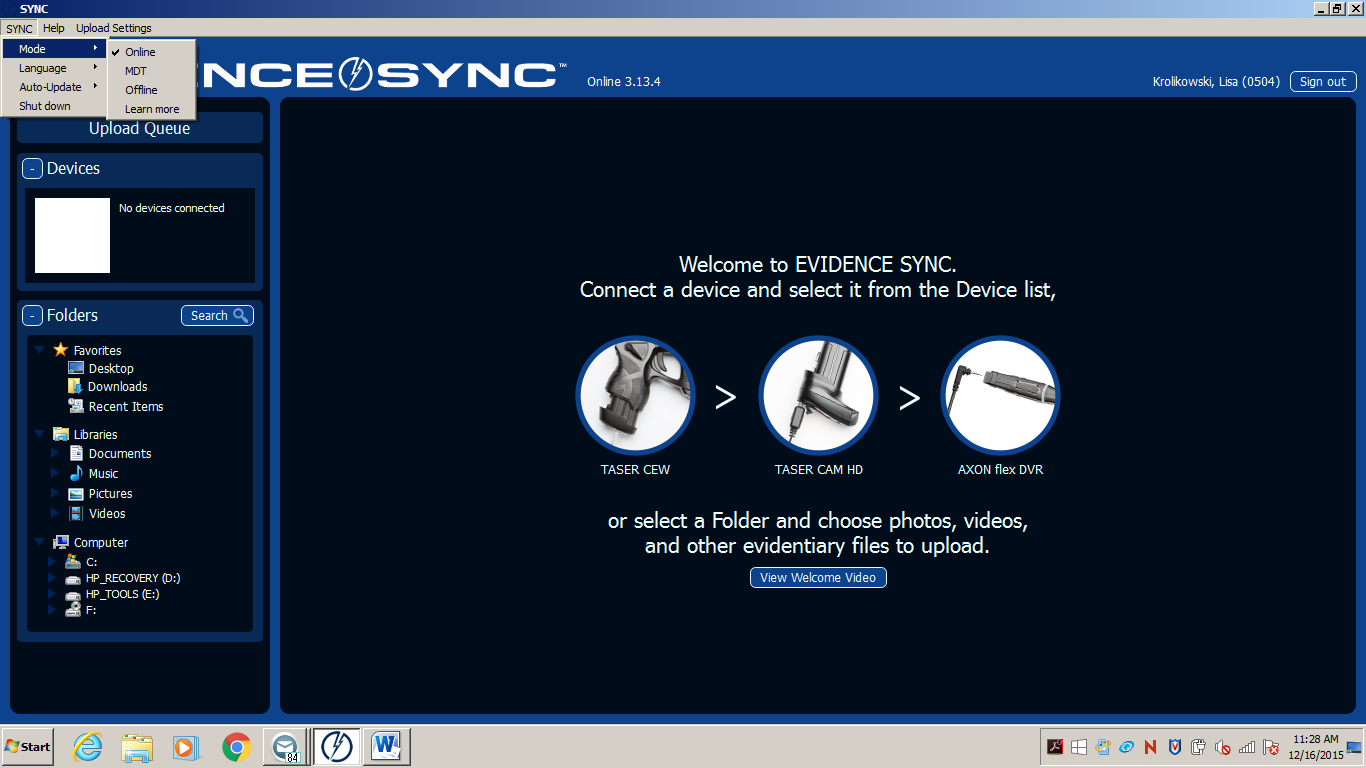 SYNC
SYNC Help Upload Settings
Mode
Language
Auto-Update
Shut down
Online
MDT
Offline
Learn more
ENCE SYNC™
Online 3.13.4
Krolikowski, Lisa (0504)
Sign out
Upload Queue
- Devices
No devices connected
- Folders
Search
Favorites
Desktop
Downloads
Recent Items
Libraries
Documents
Music
Pictures
Videos
Computer
C:
HP_RECOVERY (D:)
HP_TOOLS (E:)
F:
Welcome to EVIDENCE SYNC.
Connect a device and select it from the Device list,
> >
TASER CEW
TASER CAM HD
AXON flex DVR
or select a Folder and choose photos, videos,
and other evidentiary files to upload.
View Welcome Video
Start
84
11:28 AM
12/16/2015